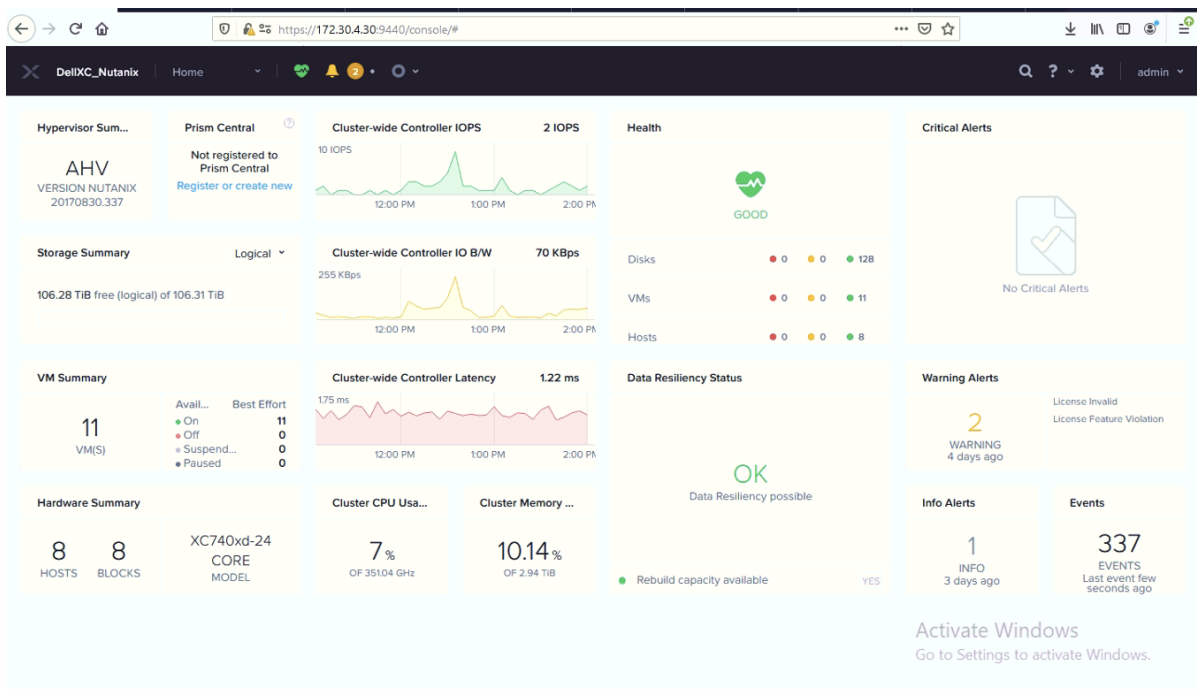 https://172.30.4.30:9440/console/#
DellXC_Nutanix
Home
2
?
admin
Hypervisor Sum...
AHV
VERSION NUTANIX
20170830.337
Prism Central
?
Not registered to
Prism Central
Register or create new
Cluster-wide Controller IOPS 2 IOPS
10 IOPS
12:00 PM 1:00 PM 2:00 PM
Health
GOOD
Disks 0 0 128
VMs 0 0 11
Hosts 0 0 8
Critical Alerts
No Critical Alerts
Storage Summary Logical
106.28 TiB free (logical) of 106.31 TiB
Cluster-wide Controller IO B/W 70 KBps
255 KBps
12:00 PM 1:00 PM 2:00 PM
VM Summary
11
VM(S)
Avail... Best Effort
On 11
Off 0
Suspend... 0
Paused 0
Cluster-wide Controller Latency 1.22 ms
1.75 ms
12:00 PM 1:00 PM 2:00 PM
Data Resiliency Status
OK
Data Resiliency possible
Rebuild capacity available YES
Warning Alerts
2
WARNING
4 days ago
License Invalid
License Feature Violation
Hardware Summary
8
HOSTS
8
BLOCKS
XC740xd-24
CORE
MODEL
Cluster CPU Usa...
7 %
OF 351.04 GHz
Cluster Memory ...
10.14 %
OF 2.94 TiB
Info Alerts
1
INFO
3 days ago
Events
337
EVENTS
Last event few
seconds ago
Activate Windows
Go to Settings to activate Windows.